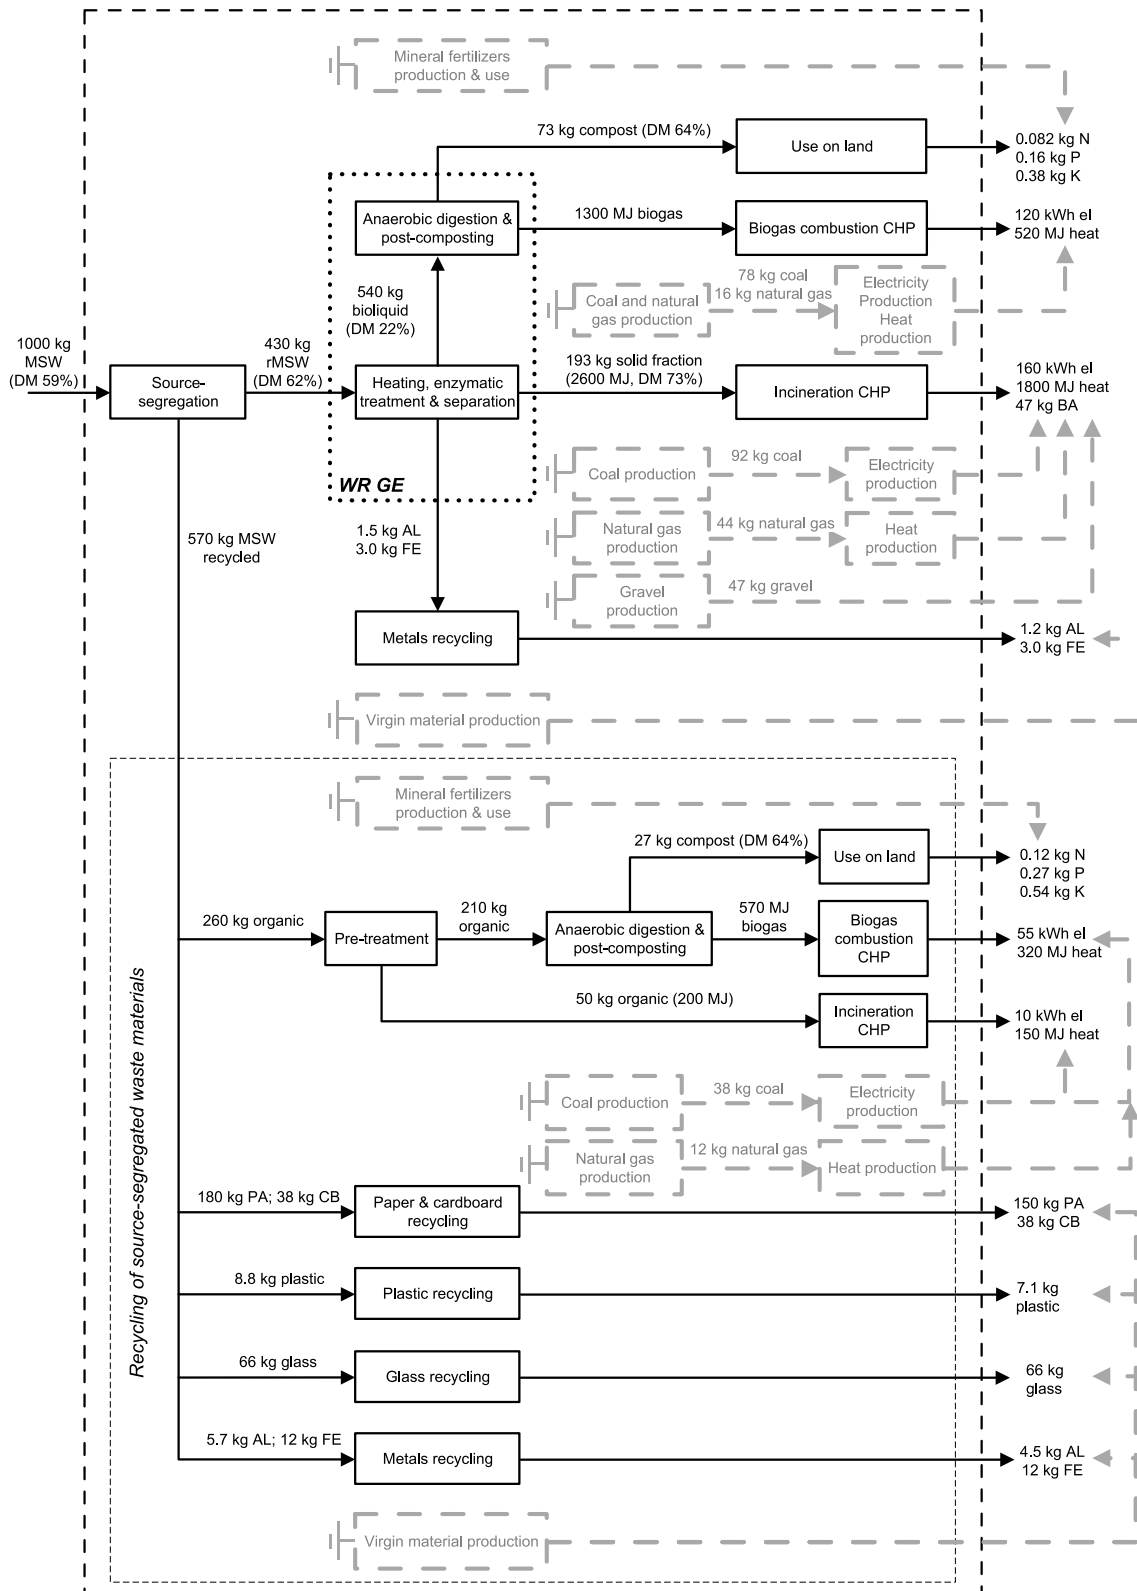 Mineral fertilizers
production & use
73 kg compost (DM 64%)
Use on land
0.082 kg N
0.16 kg P
0.38 kg K
Anaerobic digestion &
post-composting
1300 MJ biogas
Biogas combustion CHP
120 kWh el
520 MJ heat
540 kg
bioliquid
(DM 22%)
Coal and natural
gas production
78 kg coal
16 kg natural gas
Electricity
Production
Heat
production
1000 kg
MSW
(DM 59%)
Source-
segregation
430 kg
rMSW
(DM 62%)
Heating, enzymatic
treatment & separation
193 kg solid fraction
(2600 MJ, DM 73%)
Incineration CHP
160 kWh el
1800 MJ heat
47 kg BA
WR GE
Coal production
92 kg coal
Electricity
production
570 kg MSW
recycled
1.5 kg AL
3.0 kg FE
Natural gas
production
44 kg natural gas
Heat
production
Gravel
production
47 kg gravel
Metals recycling
1.2 kg AL
3.0 kg FE
Virgin material production
Recycling of source-segregated waste materials
Mineral fertilizers
production & use
27 kg compost (DM 64%)
Use on land
0.12 kg N
0.27 kg P
0.54 kg K
260 kg organic
Pre-treatment
210 kg
organic
Anaerobic digestion &
post-composting
570 MJ
biogas
Biogas
combustion
CHP
55 kWh el
320 MJ heat
50 kg organic (200 MJ)
Incineration
CHP
10 kWh el
150 MJ heat
Coal production
38 kg coal
Electricity
production
Natural gas
production
12 kg natural gas
Heat production
180 kg PA; 38 kg CB
Paper & cardboard
recycling
150 kg PA
38 kg CB
8.8 kg plastic
Plastic recycling
7.1 kg
plastic
66 kg glass
Glass recycling
66 kg
glass
5.7 kg AL; 12 kg FE
Metals recycling
4.5 kg AL
12 kg FE
Virgin material production